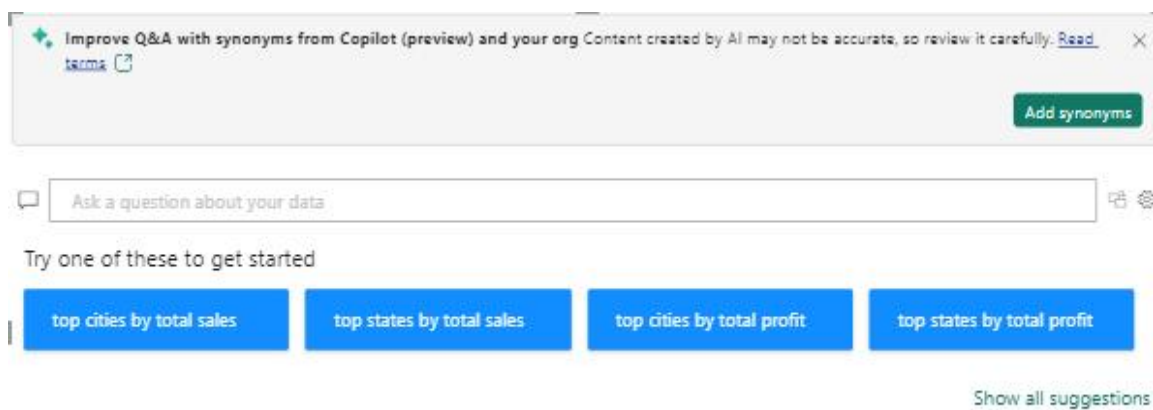 Improve Q&A with synonyms from Copilot (preview) and your org Content created by AI may not be accurate, so review it carefully. Read
terms
Add synonyms
Ask a question about your data
Try one of these to get started
top cities by total sales
top states by total sales
top cities by total profit
top states by total profit
Show all suggestions